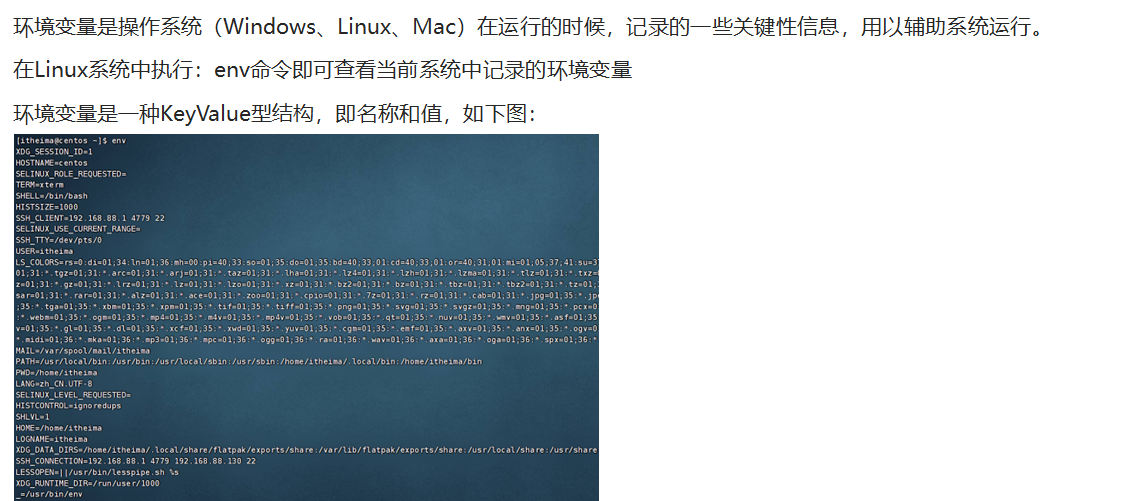 环境变量是操作系统（Windows、Linux、Mac）在运行的时候，记录的一些关键性信息，用以辅助系统运行。
在Linux系统中执行：env命令即可查看当前系统中记录的环境变量
环境变量是一种KeyValue型结构，即名称和值，如下图：
[itheima@centos ~]$ env
XDG_SESSION_ID=1
HOSTNAME=centos
SELINUX_ROLE_REQUESTED=
TERM=xterm
SHELL=/bin/bash
HISTSIZE=1000
SSH_CLIENT=192.168.88.1 4779 22
SELINUX_USE_CURRENT_RANGE=
SSH_TTY=/dev/pts/0
USER=itheima
LS_COLORS=rs=0:di=01;34:ln=01;36:mh=00:pi=40;33:so=01;35:do=01;35:bd=40;33;01:cd=40;33;01:or=40;31;01:mi=01;05;37;41:su=37
01;31:*.tgz=01;31:*.arc=01;31:*.arj=01;31:*.taz=01;31:*.lha=01;31:*.lz4=01;31:*.lzh=01;31:*.lzma=01;31:*.tlz=01;31:*.txz=
z=01;31:*.gz=01;31:*.lrz=01;31:*.lz=01;31:*.lzo=01;31:*.xz=01;31:*.bz2=01;31:*.bz=01;31:*.tbz=01;31:*.tbz2=01;31:*.tz=01;
sar=01;31:*.rar=01;31:*.alz=01;31:*.ace=01;31:*.zoo=01;31:*.cpio=01;31:*.7z=01;31:*.rz=01;31:*.cab=01;31:*.jpg=01;35:*.jp
;35:*.tga=01;35:*.xbm=01;35:*.xpm=01;35:*.tif=01;35:*.tiff=01;35:*.png=01;35:*.svg=01;35:*.svgz=01;35:*.mng=01;35:*.pcx=0
:*.webm=01;35:*.ogm=01;35:*.mp4=01;35:*.m4v=01;35:*.mp4v=01;35:*.vob=01;35:*.qt=01;35:*.nuv=01;35:*.wmv=01;35:*.asf=01;35
v=01;35:*.gl=01;35:*.dl=01;35:*.xcf=01;35:*.xwd=01;35:*.yuv=01;35:*.cgm=01;35:*.emf=01;35:*.axv=01;35:*.anx=01;35:*.ogv=0
*.midi=01;36:*.mka=01;36:*.mp3=01;36:*.mpc=01;36:*.ogg=01;36:*.ra=01;36:*.wav=01;36:*.axa=01;36:*.oga=01;36:*.spx=01;36:*
MAIL=/var/spool/mail/itheima
PATH=/usr/local/bin:/usr/bin:/usr/local/sbin:/usr/sbin:/home/itheima/.local/bin:/home/itheima/bin
PWD=/home/itheima
LANG=zh_CN.UTF-8
SELINUX_LEVEL_REQUESTED=
HISTCONTROL=ignoredups
SHLVL=1
HOME=/home/itheima
LOGNAME=itheima
XDG_DATA_DIRS=/home/itheima/.local/share/flatpak/exports/share:/var/lib/flatpak/exports/share:/usr/local/share:/usr/share
SSH_CONNECTION=192.168.88.1 4779 192.168.88.130 22
LESSOPEN=||/usr/bin/lesspipe.sh %s
XDG_RUNTIME_DIR=/run/user/1000
_=/usr/bin/env